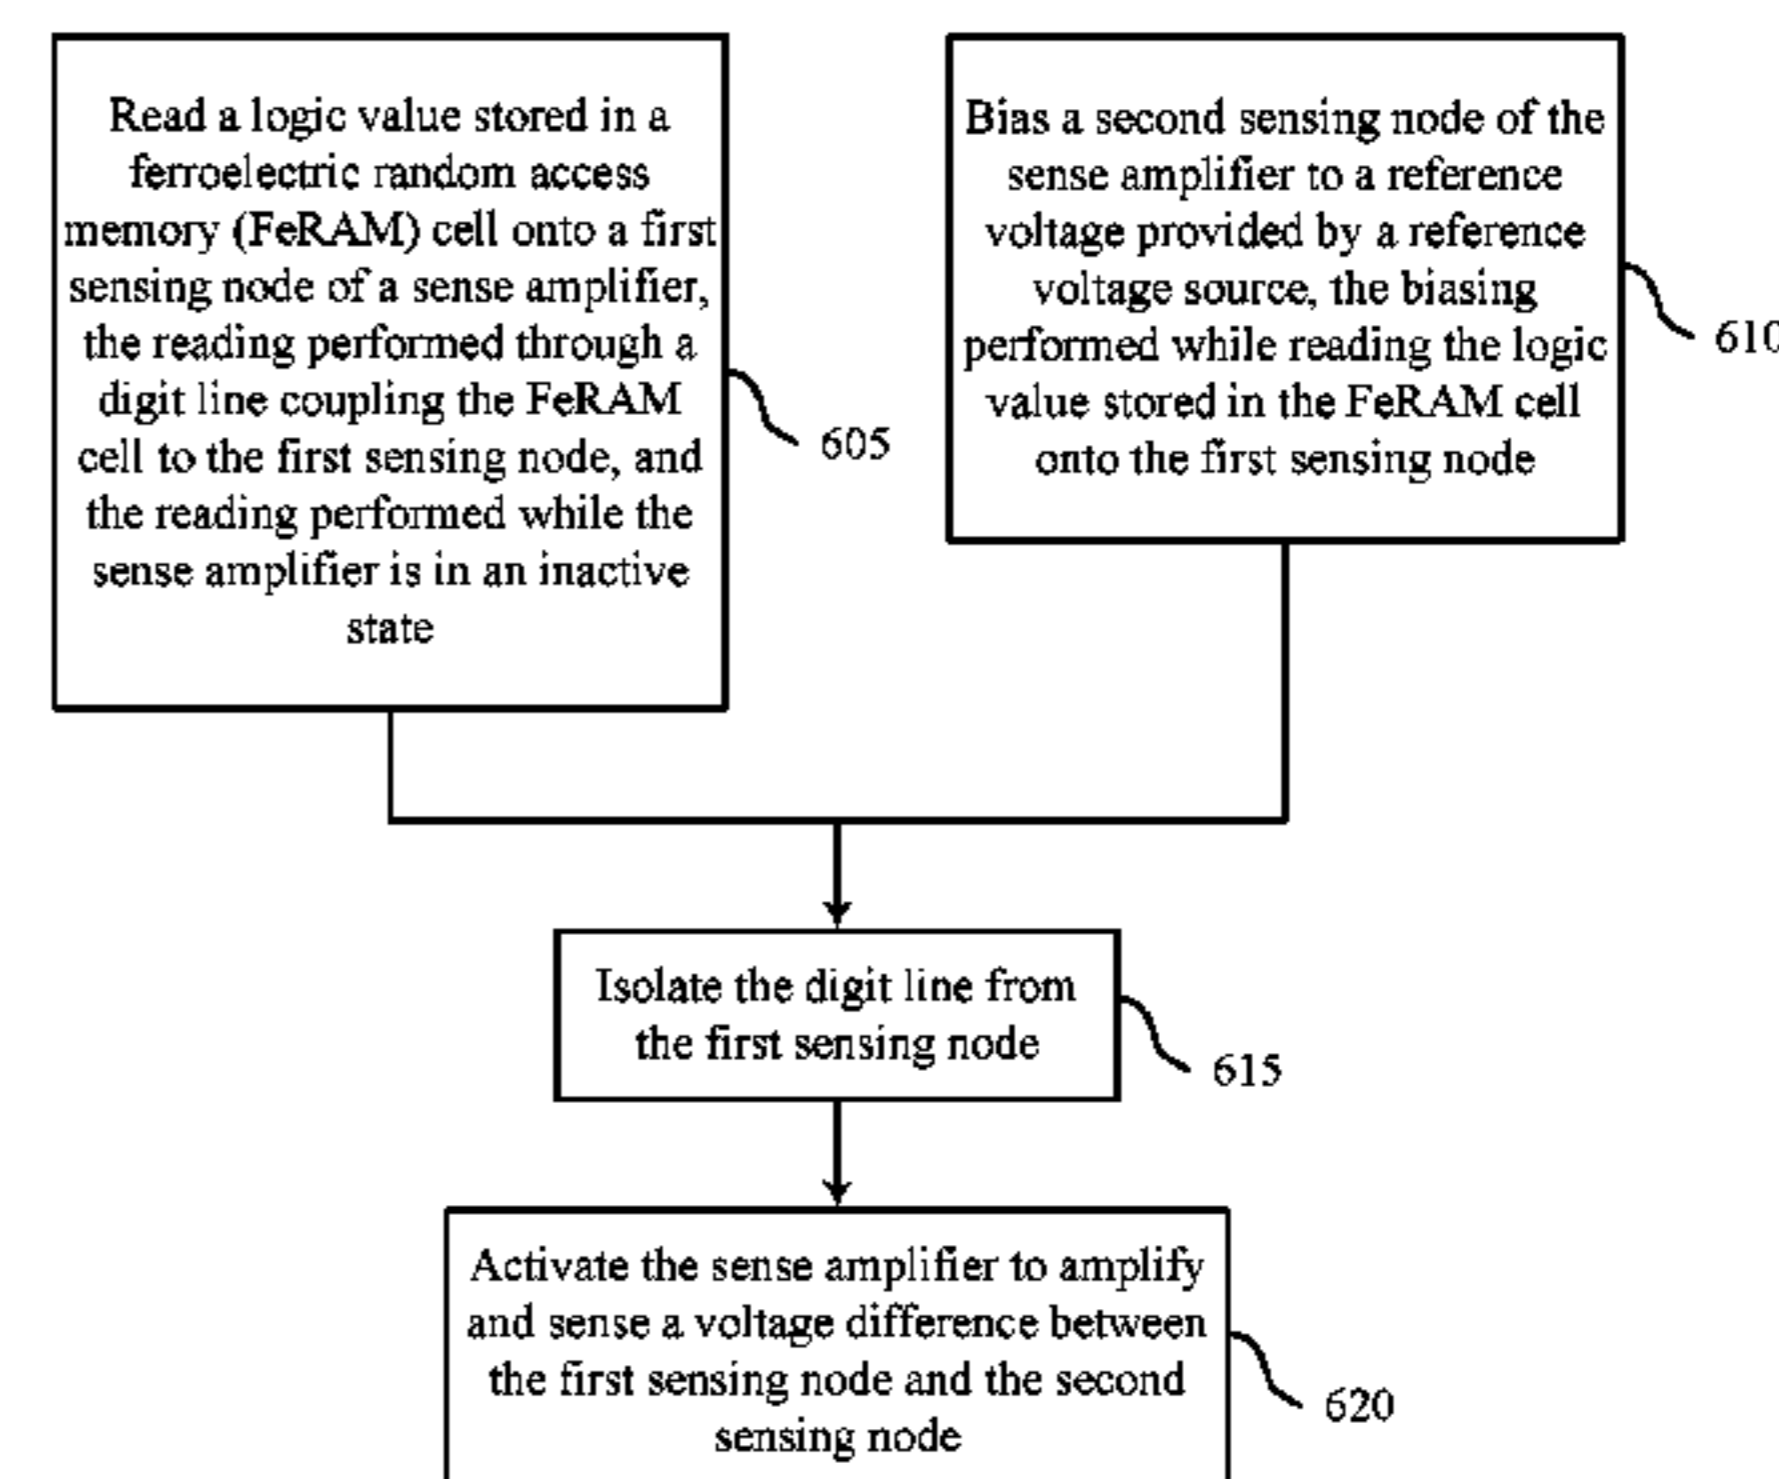 Read a logic value stored in a
ferroelectric random access
memory (FeRAM) cell onto a first
sensing node of a sense amplifier,
the reading performed through a
digit line coupling the FeRAM
cell to the first sensing node, and
the reading performed while the
sense amplifier is in an inactive
state
605
Bias a second sensing node of the
sense amplifier to a reference
voltage provided by a reference
voltage source, the biasing
performed while reading the logic
value stored in the FeRAM cell
onto the first sensing node
610
Isolate the digit line from
the first sensing node
615
Activate the sense amplifier to amplify
and sense a voltage difference between
the first sensing node and the second
sensing node
620